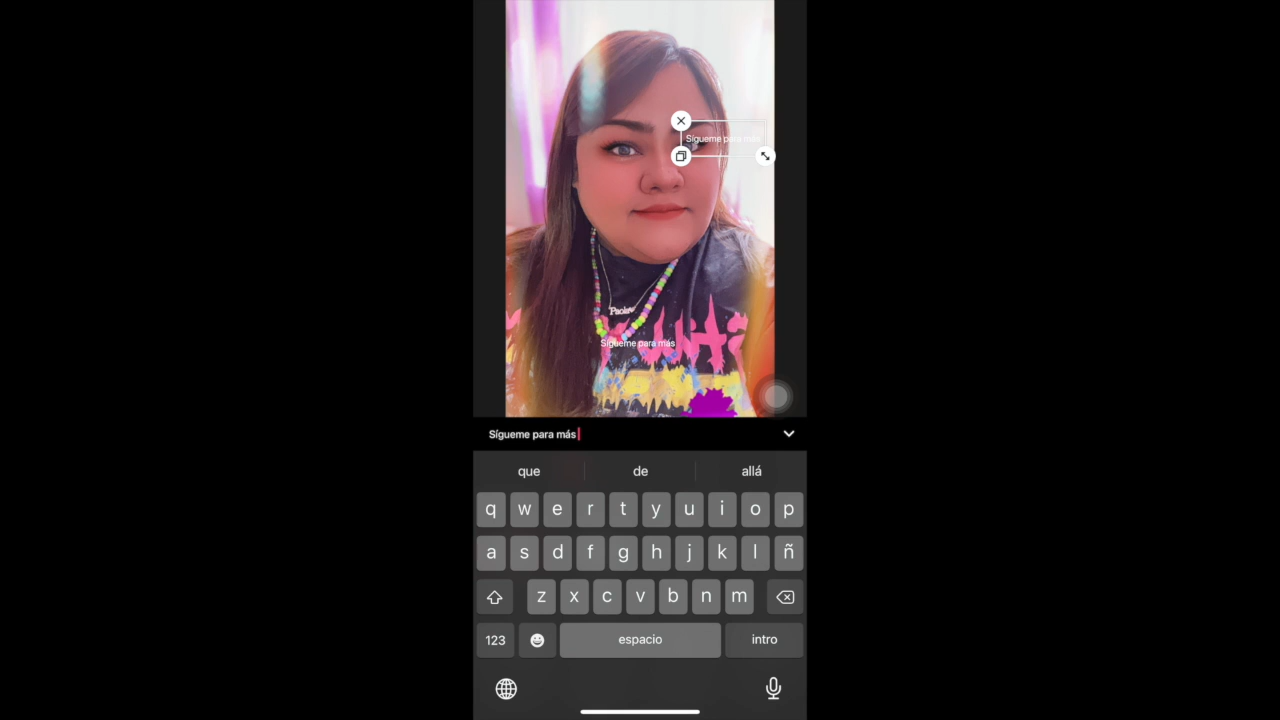 Sígueme para más
Paola
Sígueme para más
Sígueme para más
que de allá
q w e r t y u i o p
a s d f g h j k l ñ
z x c v b n m
123 espacio intro